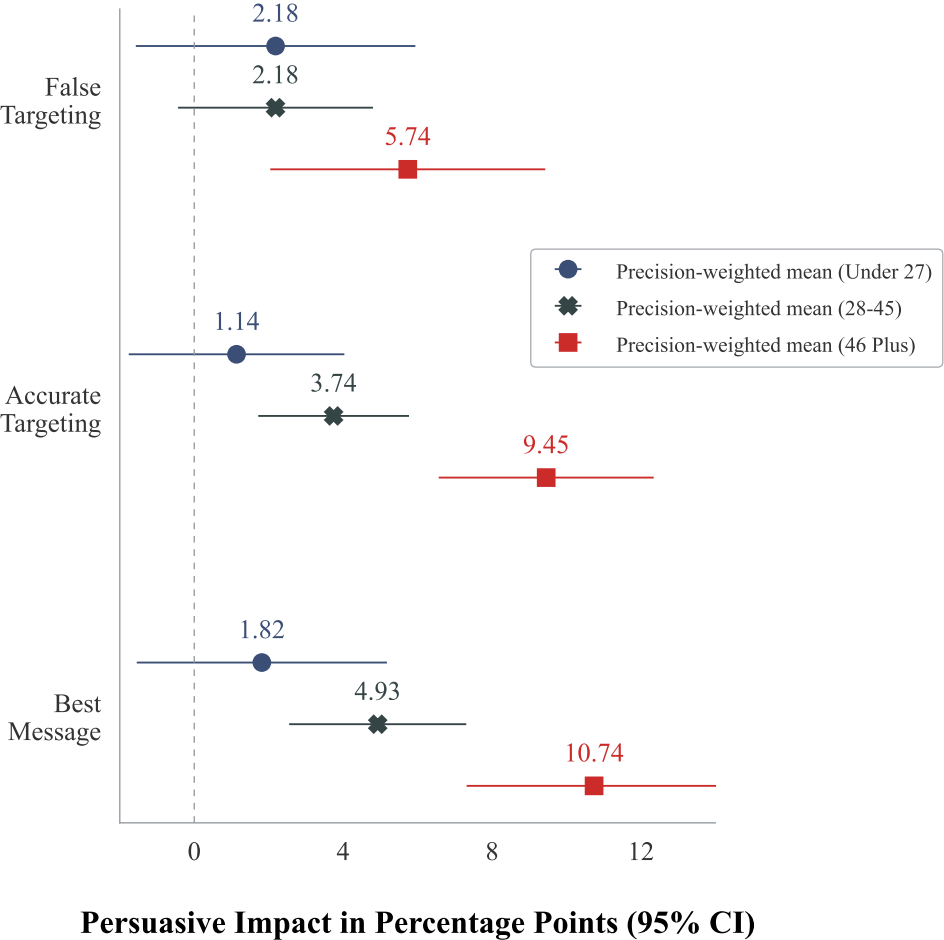 2.18
2.18
False
Targeting
5.74
Precision-weighted mean (Under 27)
Precision-weighted mean (28-45)
Precision-weighted mean (46 Plus)
1.14
3.74
Accurate
Targeting
9.45
1.82
4.93
Best
Message
10.74
0 4 8 12
Persuasive Impact in Percentage Points (95% CI)